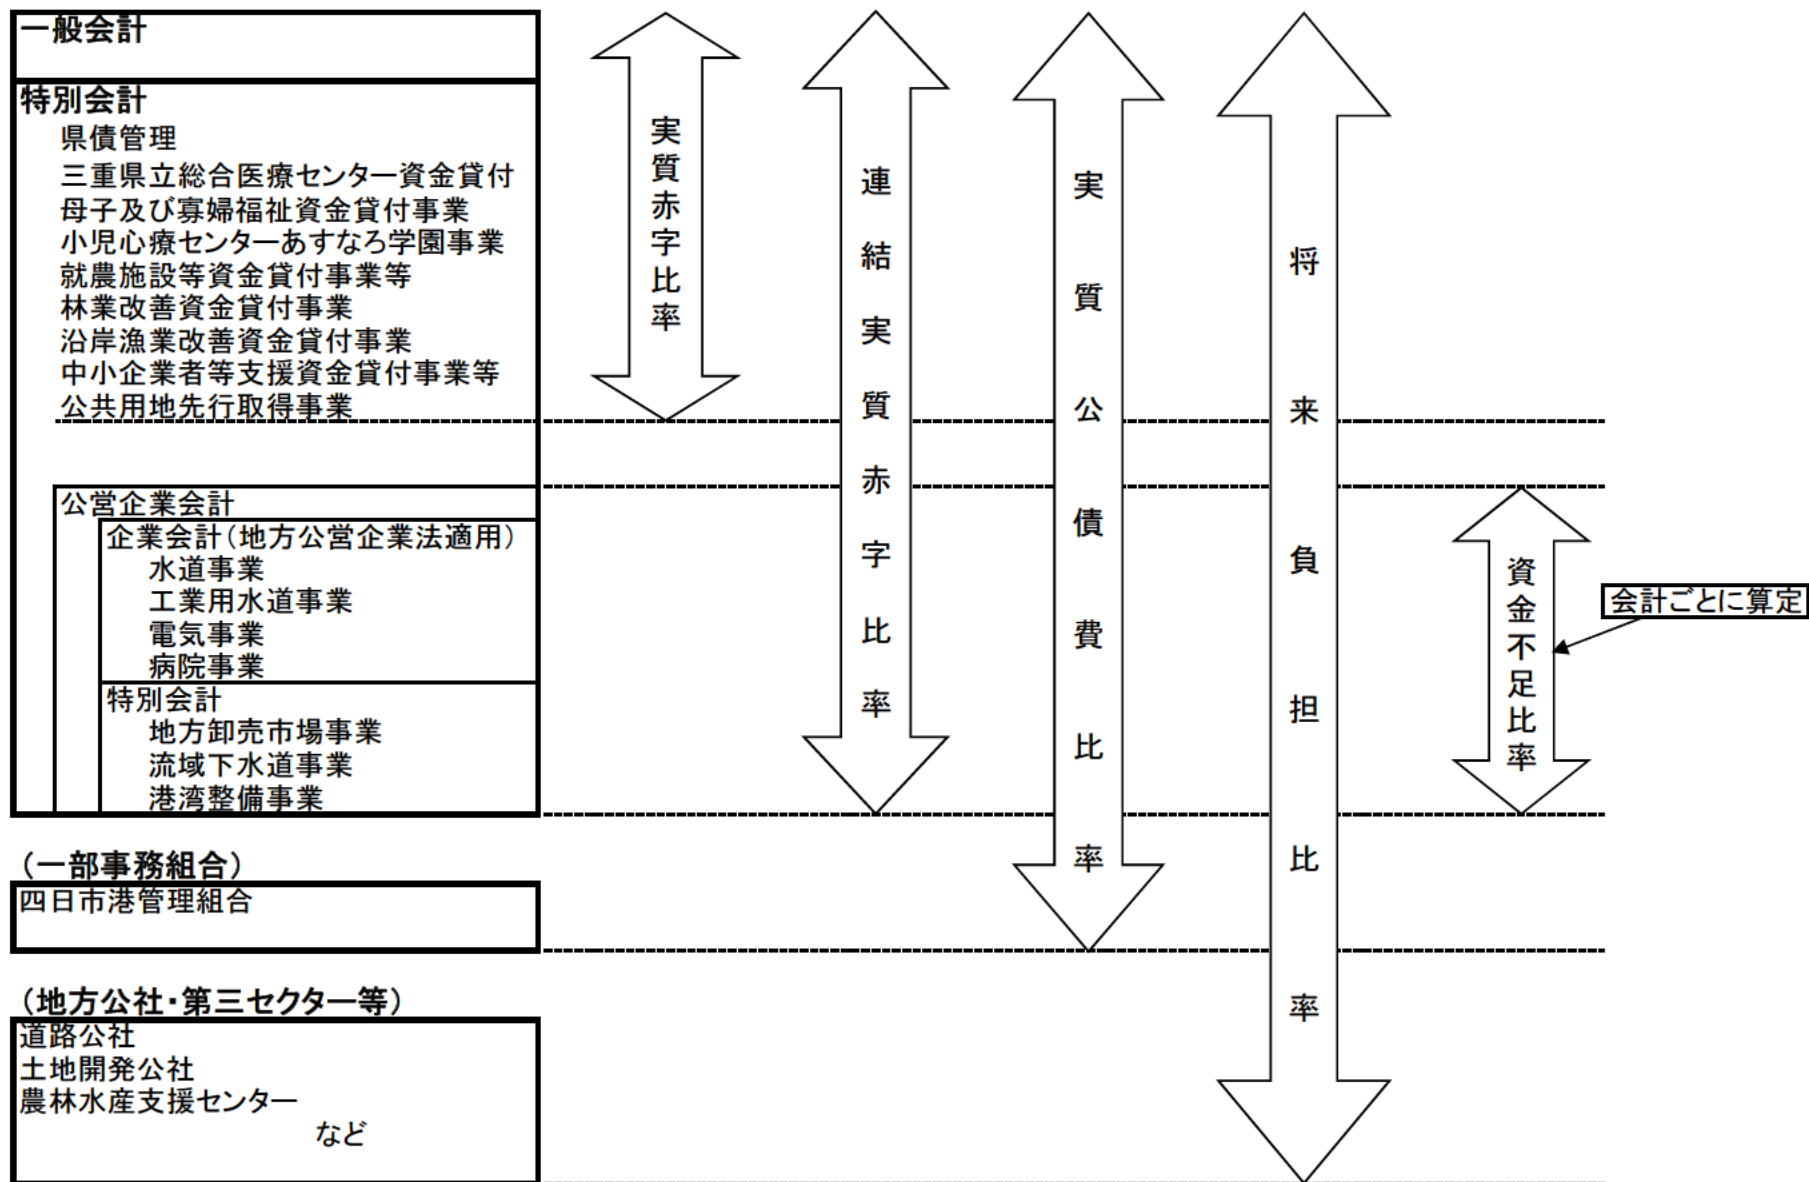 一般会計
特別会計
県債管理
三重県立総合医療センター資金貸付
母子及び寡婦福祉資金貸付事業
小児心療センターあすなろ学園事業
就農施設等資金貸付事業等
林業改善資金貸付事業
沿岸漁業改善資金貸付事業
中小企業者等支援資金貸付事業等
公共用地先行取得事業
公営企業会計
企業会計(地方公営企業法適用)
水道事業
工業用水道事業
電気事業
病院事業
特別会計
地方卸売市場事業
流域下水道事業
港湾整備事業
(一部事務組合)
四日市港管理組合
(地方公社・第三セクター等)
道路公社
土地開発公社
農林水産支援センター
など
実質赤字比率
連結実質赤字比率
実質公債費比率
将来負担比率
資金不足比率
会計ごとに算定